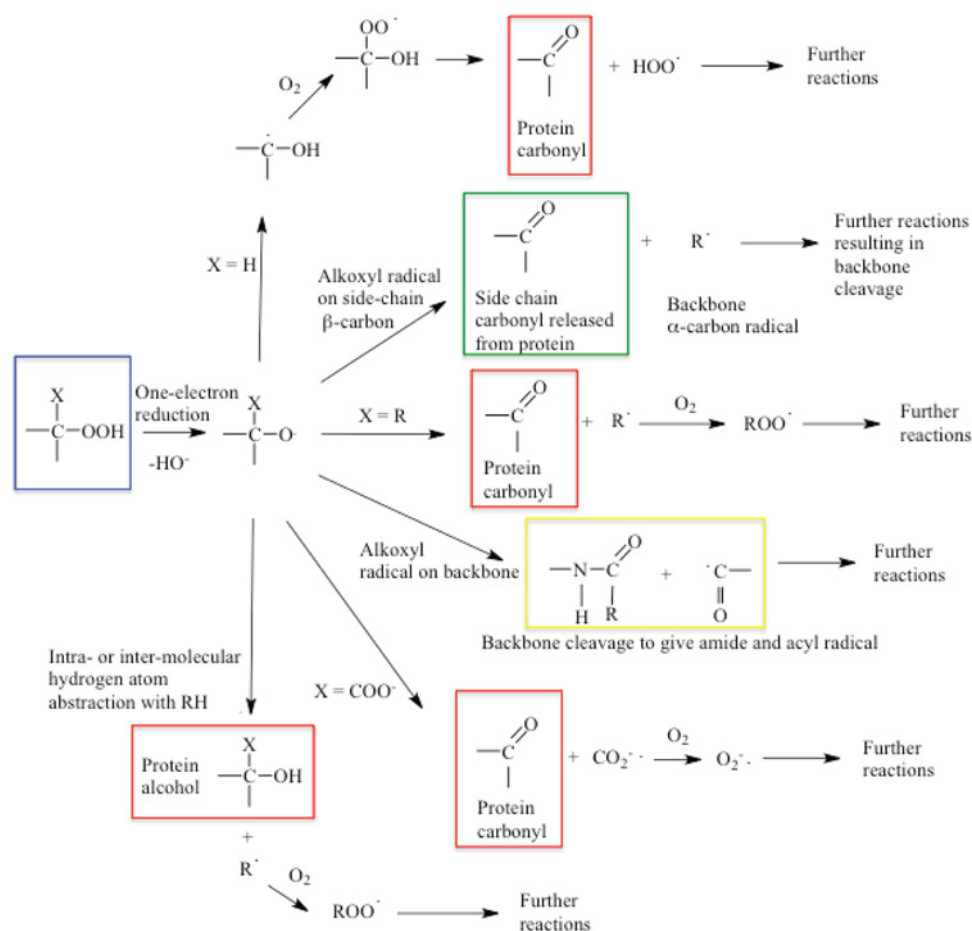 OO˙
—C—OH
O₂
—C—OH
O
—C
Protein
carbonyl
+ HOO˙
Further
reactions
X = H
Alkoxyl radical
on side-chain
β-carbon
O
—C
Side chain
carbonyl released
from protein
+ R˙
Backbone
α-carbon radical
Further reactions
resulting in
backbone
cleavage
X
—C—OOH
One-electron
reduction
-HO⁻
X
—C—O·
X = R
O
—C
Protein
carbonyl
+ R˙
O₂
ROO˙
Further
reactions
Alkoxyl
radical on backbone
O
—N—C
H R
+
˙C—
O
Further
reactions
Backbone cleavage to give amide and acyl radical
Intra- or inter-molecular
hydrogen atom
abstraction with RH
X = COO⁻
Protein
alcohol
X
—C—OH
+
R˙
O₂
ROO˙
Further
reactions
O
—C
Protein
carbonyl
+ CO₂⁻·
O₂
O₂⁻·
Further
reactions